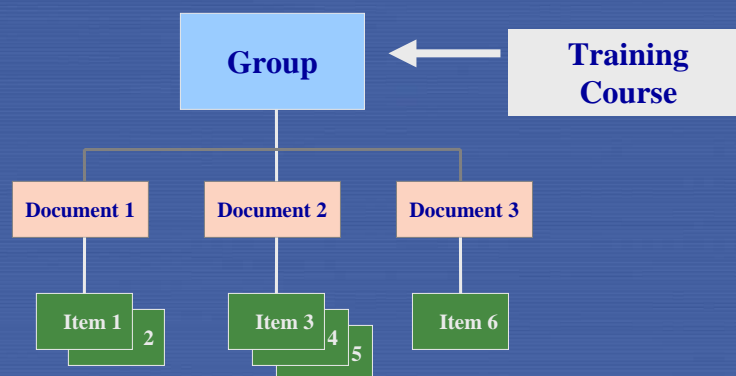 Group
Training
Course
Document 1
Document 2
Document 3
Item 1
2
Item 3
4
5
Item 6